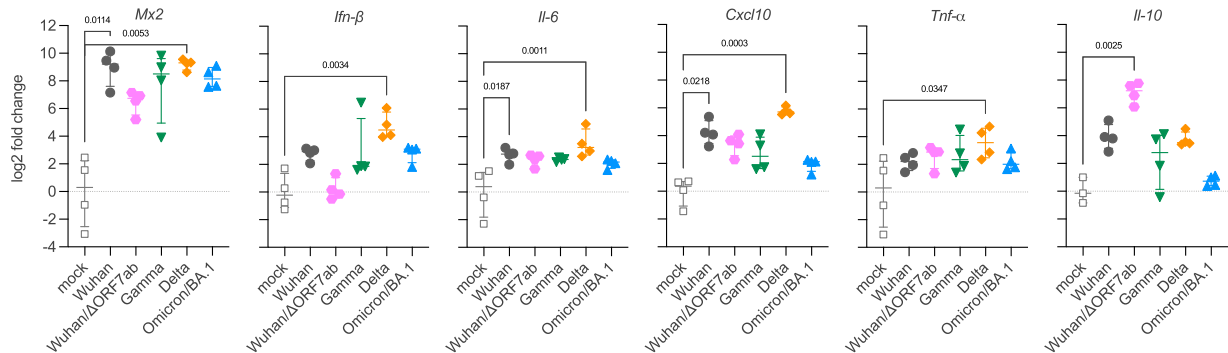 Mx2
Ifn-β
Il-6
Cxcl10
Tnf-α
Il-10
log2 fold change
12
10
8
6
4
2
0
-2
-4
0.0114
0.0053
0.0034
0.0011
0.0187
0.0003
0.0218
0.0347
0.0025
mock
Wuhan
Wuhan/ΔORF7ab
Gamma
Delta
Omicron/BA.1
mock
Wuhan
Wuhan/ΔORF7ab
Gamma
Delta
Omicron/BA.1
mock
Wuhan
Wuhan/ΔORF7ab
Gamma
Delta
Omicron/BA.1
mock
Wuhan
Wuhan/ΔORF7ab
Gamma
Delta
Omicron/BA.1
mock
Wuhan
Wuhan/ΔORF7ab
Gamma
Delta
Omicron/BA.1
mock
Wuhan
Wuhan/ΔORF7ab
Gamma
Delta
Omicron/BA.1